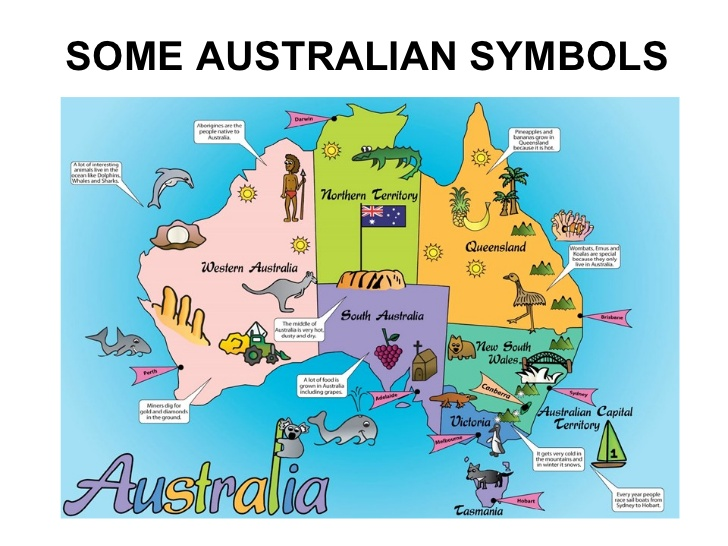 SOME AUSTRALIAN SYMBOLS
Darwin
Aborigines are the
people native to
Australia.
Pineapples and
bananas grow in
Queensland
because it is hot.
A lot of interesting
animals live in the
ocean like Dolphins,
Whales and Sharks.
Northern Territory
Queensland
Wombats, Emus and
Koalas are special
because they only
live in Australia.
Western Australia
The middle of
Australia is very hot,
dusty and dry.
South Australia
Brisbane
New South
Wales
Perth
A lot of food is
grown in Australia
including grapes.
Adelaide
Canberra
Sydney
Miners dig for
gold and diamonds
in the ground.
Australian Capital
Territory
Victoria
Melbourne
It gets very cold in
the mountains and
in winter it snows.
1
Australia
Tasmania
Hobart
Every year people
race sail-boats from
Sydney to Hobart.